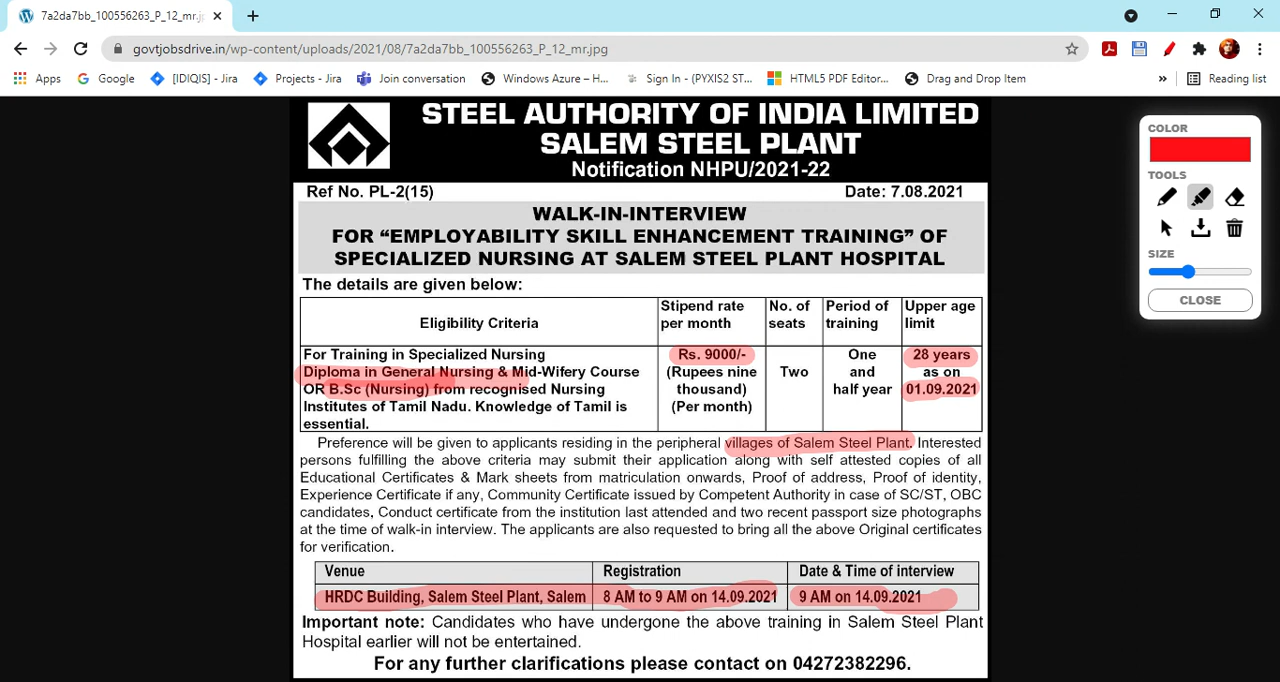 7a2da7bb_100556263_P_12_mr.jp
govtjobsdrive.in/wp-content/uploads/2021/08/7a2da7bb_100556263_P_12_mr.jpg
Apps Google [IDIQIS] - Jira Projects - Jira Join conversation Windows Azure – H... Sign In - (PYXIS2 ST... HTML5 PDF Editor... Drag and Drop Item » Reading list
STEEL AUTHORITY OF INDIA LIMITED
SALEM STEEL PLANT
Notification NHPU/2021-22
Ref No. PL-2(15) Date: 7.08.2021
WALK-IN-INTERVIEW
FOR “EMPLOYABILITY SKILL ENHANCEMENT TRAINING” OF
SPECIALIZED NURSING AT SALEM STEEL PLANT HOSPITAL
The details are given below:
Eligibility Criteria
Stipend rate
per month
No. of
seats
Period of
training
Upper age
limit
For Training in Specialized Nursing
Diploma in General Nursing & Mid-Wifery Course
OR B.Sc (Nursing) from recognised Nursing
Institutes of Tamil Nadu. Knowledge of Tamil is
essential.
Rs. 9000/-
(Rupees nine
thousand)
(Per month)
Two
One
and
half year
28 years
as on
01.09.2021
Preference will be given to applicants residing in the peripheral villages of Salem Steel Plant. Interested
persons fulfilling the above criteria may submit their application along with self attested copies of all
Educational Certificates & Mark sheets from matriculation onwards, Proof of address, Proof of identity,
Experience Certificate if any, Community Certificate issued by Competent Authority in case of SC/ST, OBC
candidates, Conduct certificate from the institution last attended and two recent passport size photographs
at the time of walk-in interview. The applicants are also requested to bring all the above Original certificates
for verification.
Venue Registration Date & Time of interview
HRDC Building, Salem Steel Plant, Salem 8 AM to 9 AM on 14.09.2021 9 AM on 14.09.2021
Important note: Candidates who have undergone the above training in Salem Steel Plant
Hospital earlier will not be entertained.
For any further clarifications please contact on 04272382296.
COLOR
TOOLS
SIZE
CLOSE